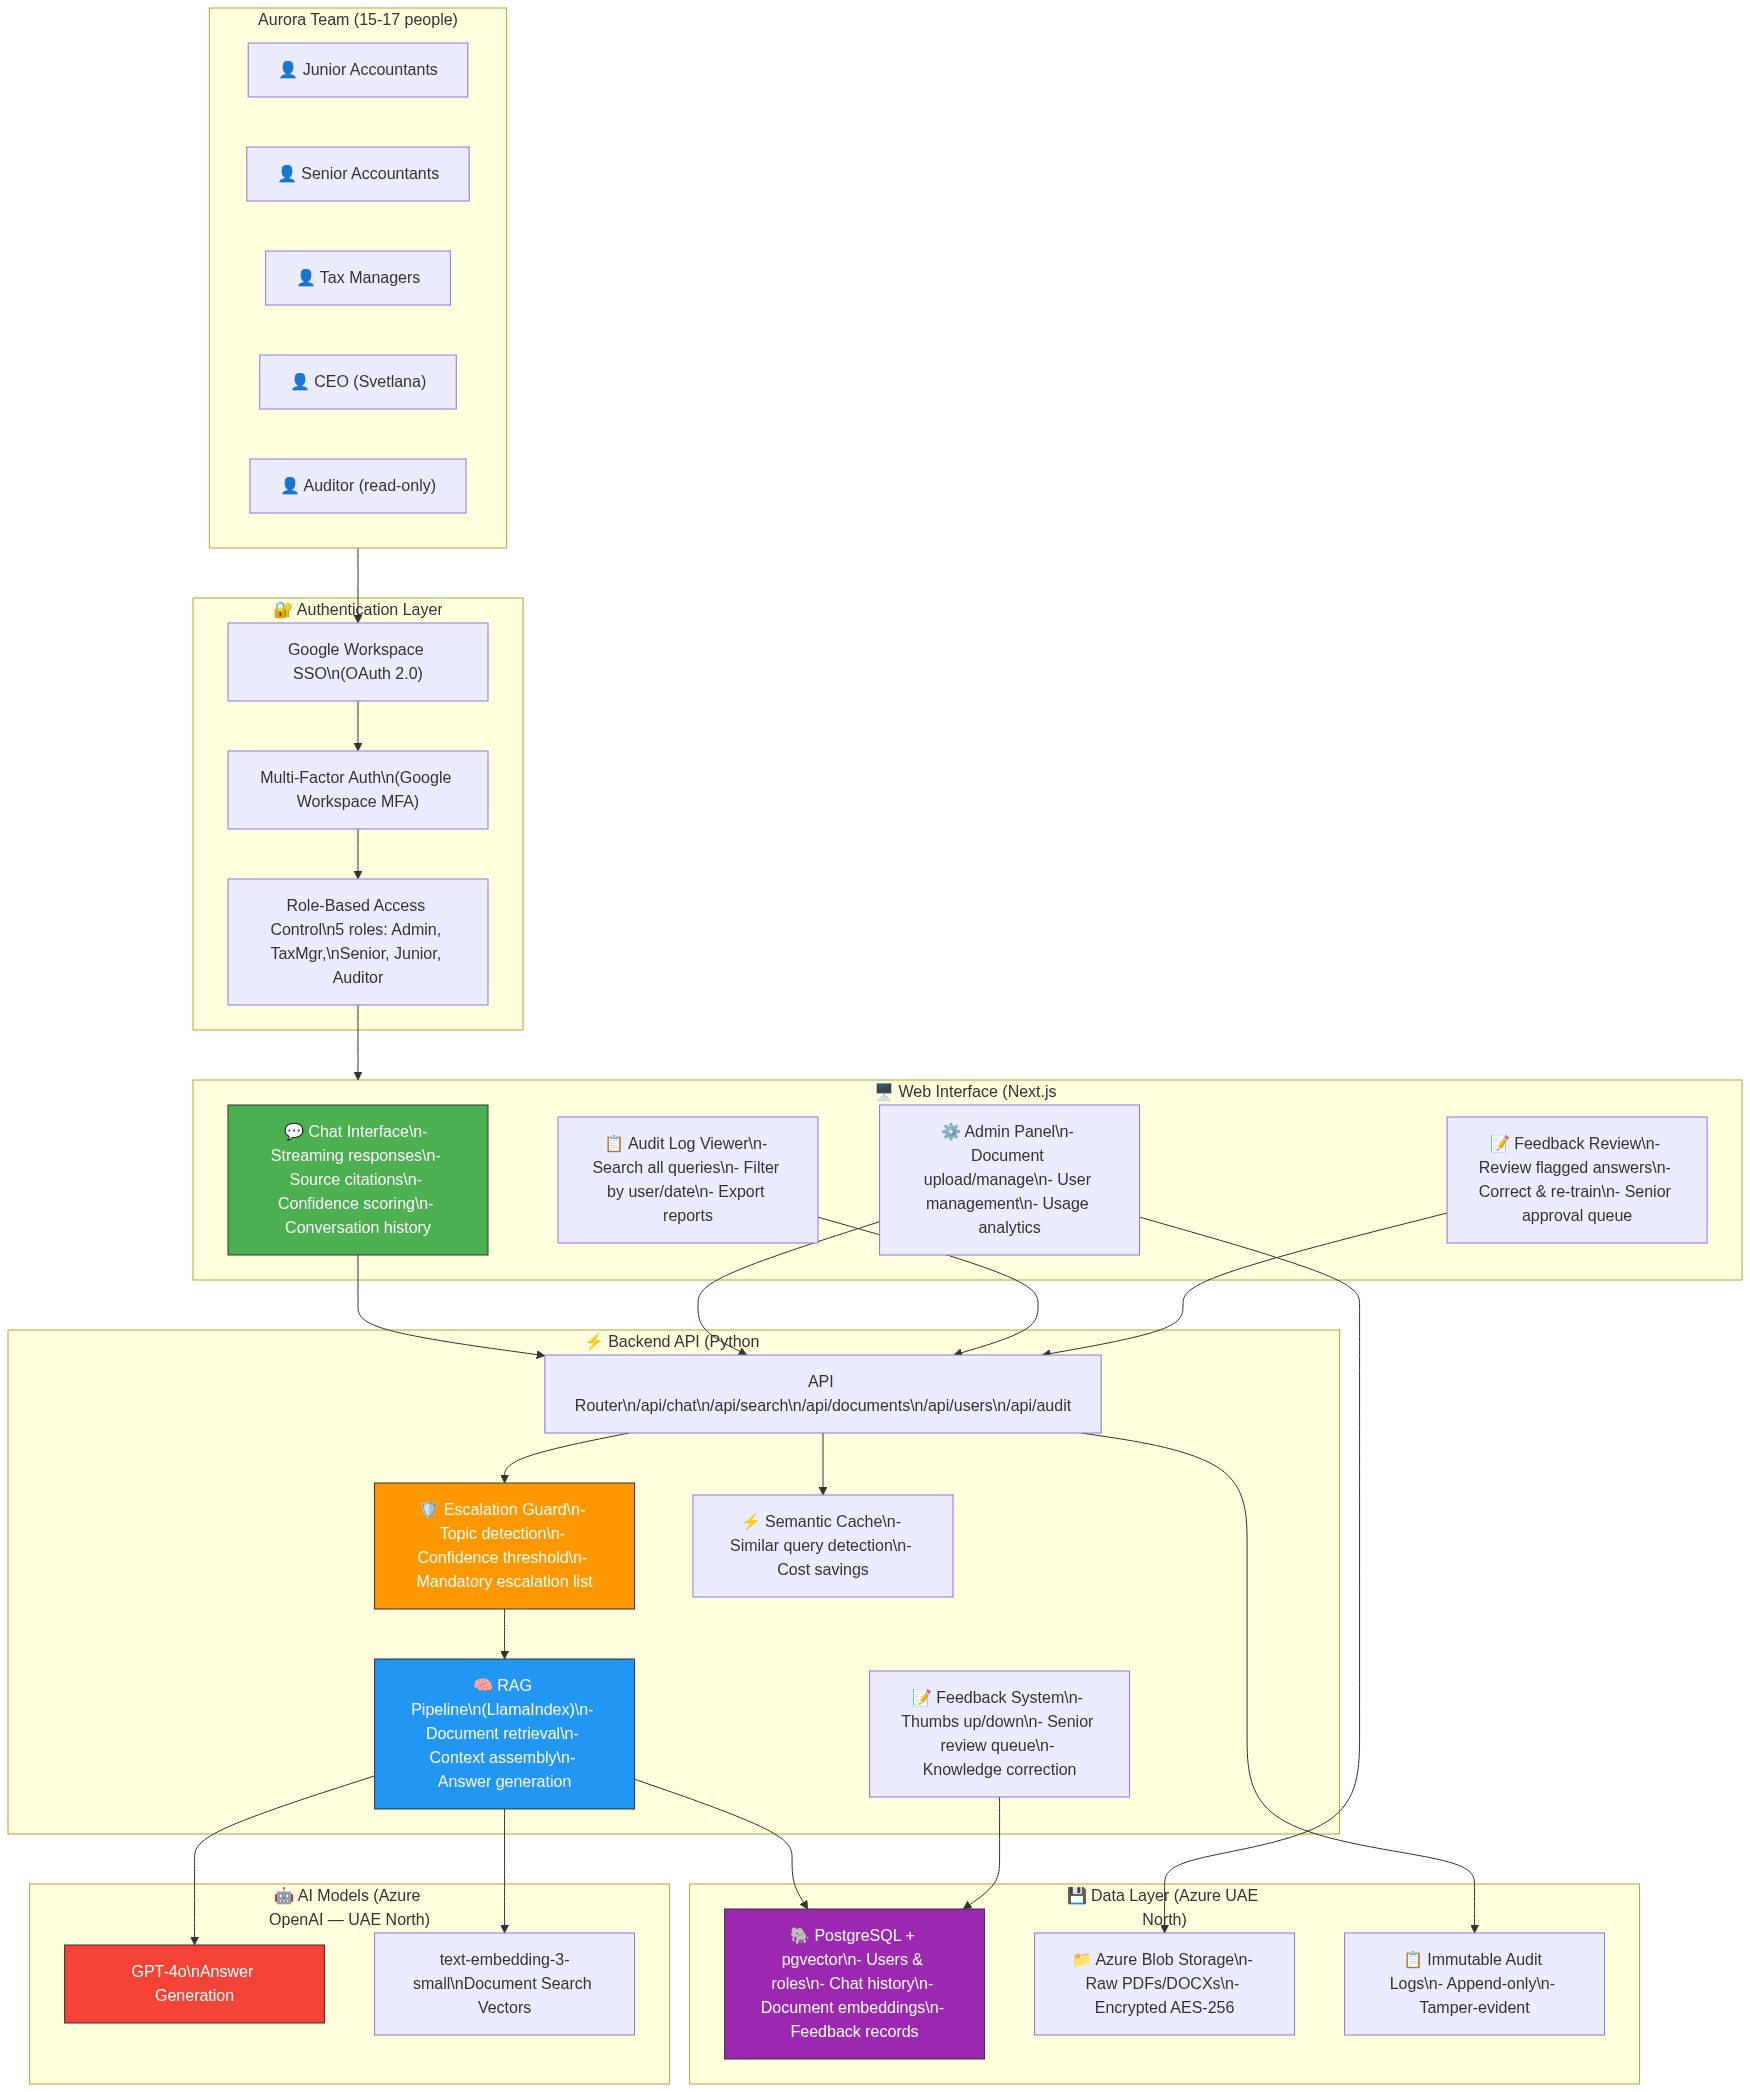 Aurora Team (15-17 people)
👤 Junior Accountants
👤 Senior Accountants
👤 Tax Managers
👤 CEO (Svetlana)
👤 Auditor (read-only)
🔐 Authentication Layer
Google Workspace
SSO\n(OAuth 2.0)
Multi-Factor Auth\n(Google
Workspace MFA)
Role-Based Access
Control\n5 roles: Admin,
TaxMgr,\nSenior, Junior,
Auditor
🖥️ Web Interface (Next.js
💬 Chat Interface\n-
Streaming responses\n-
Source citations\n-
Confidence scoring\n-
Conversation history
📋 Audit Log Viewer\n-
Search all queries\n- Filter
by user/date\n- Export
reports
⚙️ Admin Panel\n-
Document
upload/manage\n- User
management\n- Usage
analytics
📝 Feedback Review\n-
Review flagged answers\n-
Correct & re-train\n- Senior
approval queue
⚡ Backend API (Python
API
Router\n/api/chat\n/api/search\n/api/documents\n/api/users\n/api/audit
🛡️ Escalation Guard\n-
Topic detection\n-
Confidence threshold\n-
Mandatory escalation list
⚡ Semantic Cache\n-
Similar query detection\n-
Cost savings
🧠 RAG
Pipeline\n(LlamaIndex)\n-
Document retrieval\n-
Context assembly\n-
Answer generation
📝 Feedback System\n-
Thumbs up/down\n- Senior
review queue\n-
Knowledge correction
🤖 AI Models (Azure
OpenAI — UAE North)
GPT-4o\nAnswer
Generation
text-embedding-3-
small\nDocument Search
Vectors
💾 Data Layer (Azure UAE
North)
🐘 PostgreSQL +
pgvector\n- Users &
roles\n- Chat history\n-
Document embeddings\n-
Feedback records
📁 Azure Blob Storage\n-
Raw PDFs/DOCXs\n-
Encrypted AES-256
📋 Immutable Audit
Logs\n- Append-only\n-
Tamper-evident